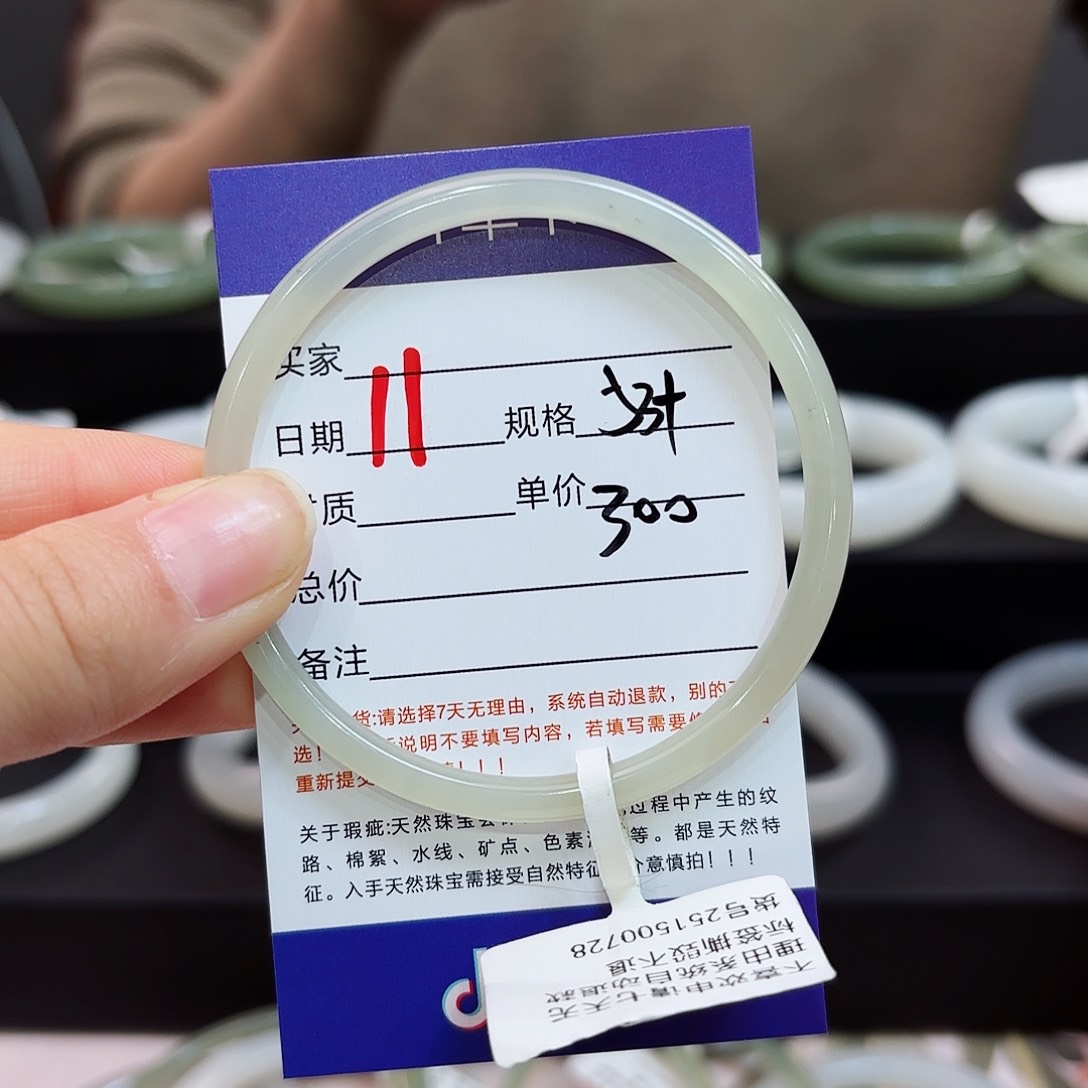 买家
日期 11 规格
质 单价 300
总价
备注
货:请选择7天无理由，系统自动退款，别的
选！ 说明不要填写内容，若填写需要
重新提交 ！！！
关于瑕疵:天然珠宝 过程中产生的纹
路、棉絮、水线、矿点、色素 等。都是天然特
征。入手天然珠宝需接受自然特征 介意慎拍！！！
货号251500728
标签撕毁不退
理由系统自动退款
不喜欢申请七天无